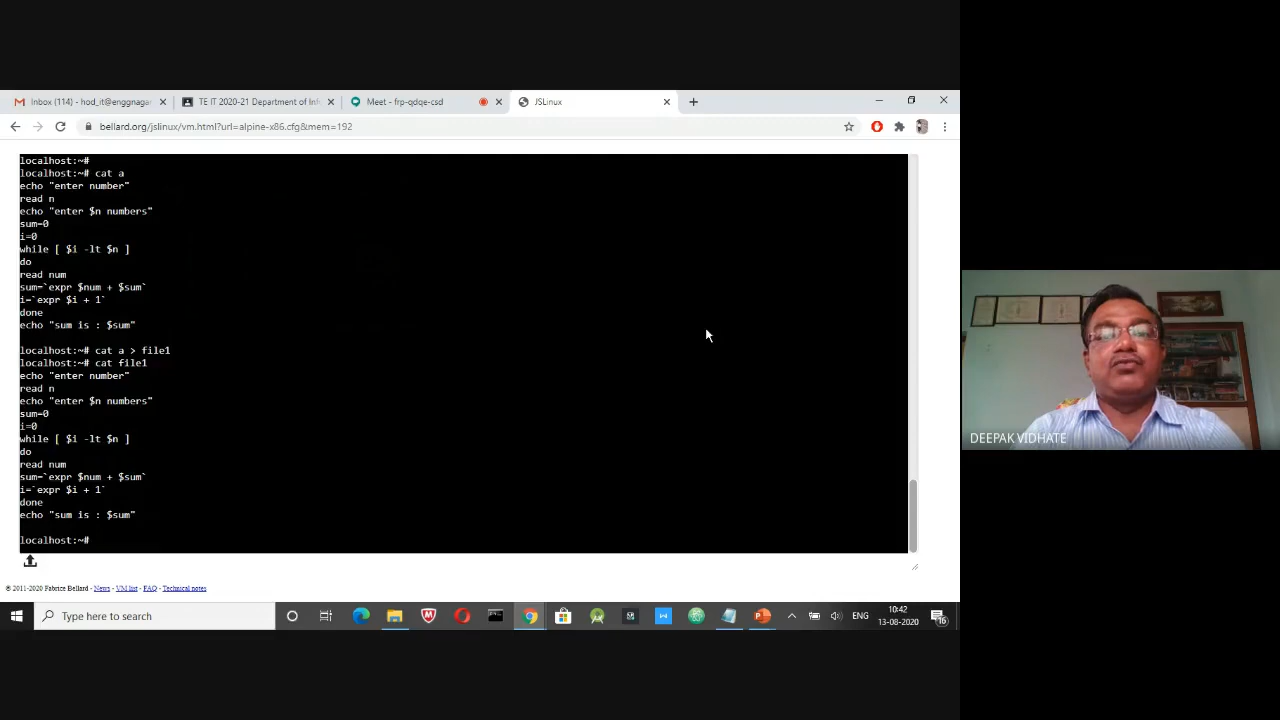 Inbox (114) - hod_it@enggnagar
TE IT 2020-21 Department of Inf
Meet - frp-qdqe-csd
JSLinux
bellard.org/jslinux/vm.html?url=alpine-x86.cfg&mem=192
localhost:~#
localhost:~# cat a
echo "enter number"
read n
echo "enter $n numbers"
sum=0
i=0
while [ $i -lt $n ]
do
read num
sum=`expr $num + $sum`
i=`expr $i + 1`
done
echo "sum is : $sum"
localhost:~# cat a > file1
localhost:~# cat file1
echo "enter number"
read n
echo "enter $n numbers"
sum=0
i=0
while [ $i -lt $n ]
do
read num
sum=`expr $num + $sum`
i=`expr $i + 1`
done
echo "sum is : $sum"
localhost:~#
© 2011-2020 Fabrice Bellard - News - VM list - FAQ - Technical notes
DEEPAK VIDHATE
Type here to search
ENG
10:42
13-08-2020
16